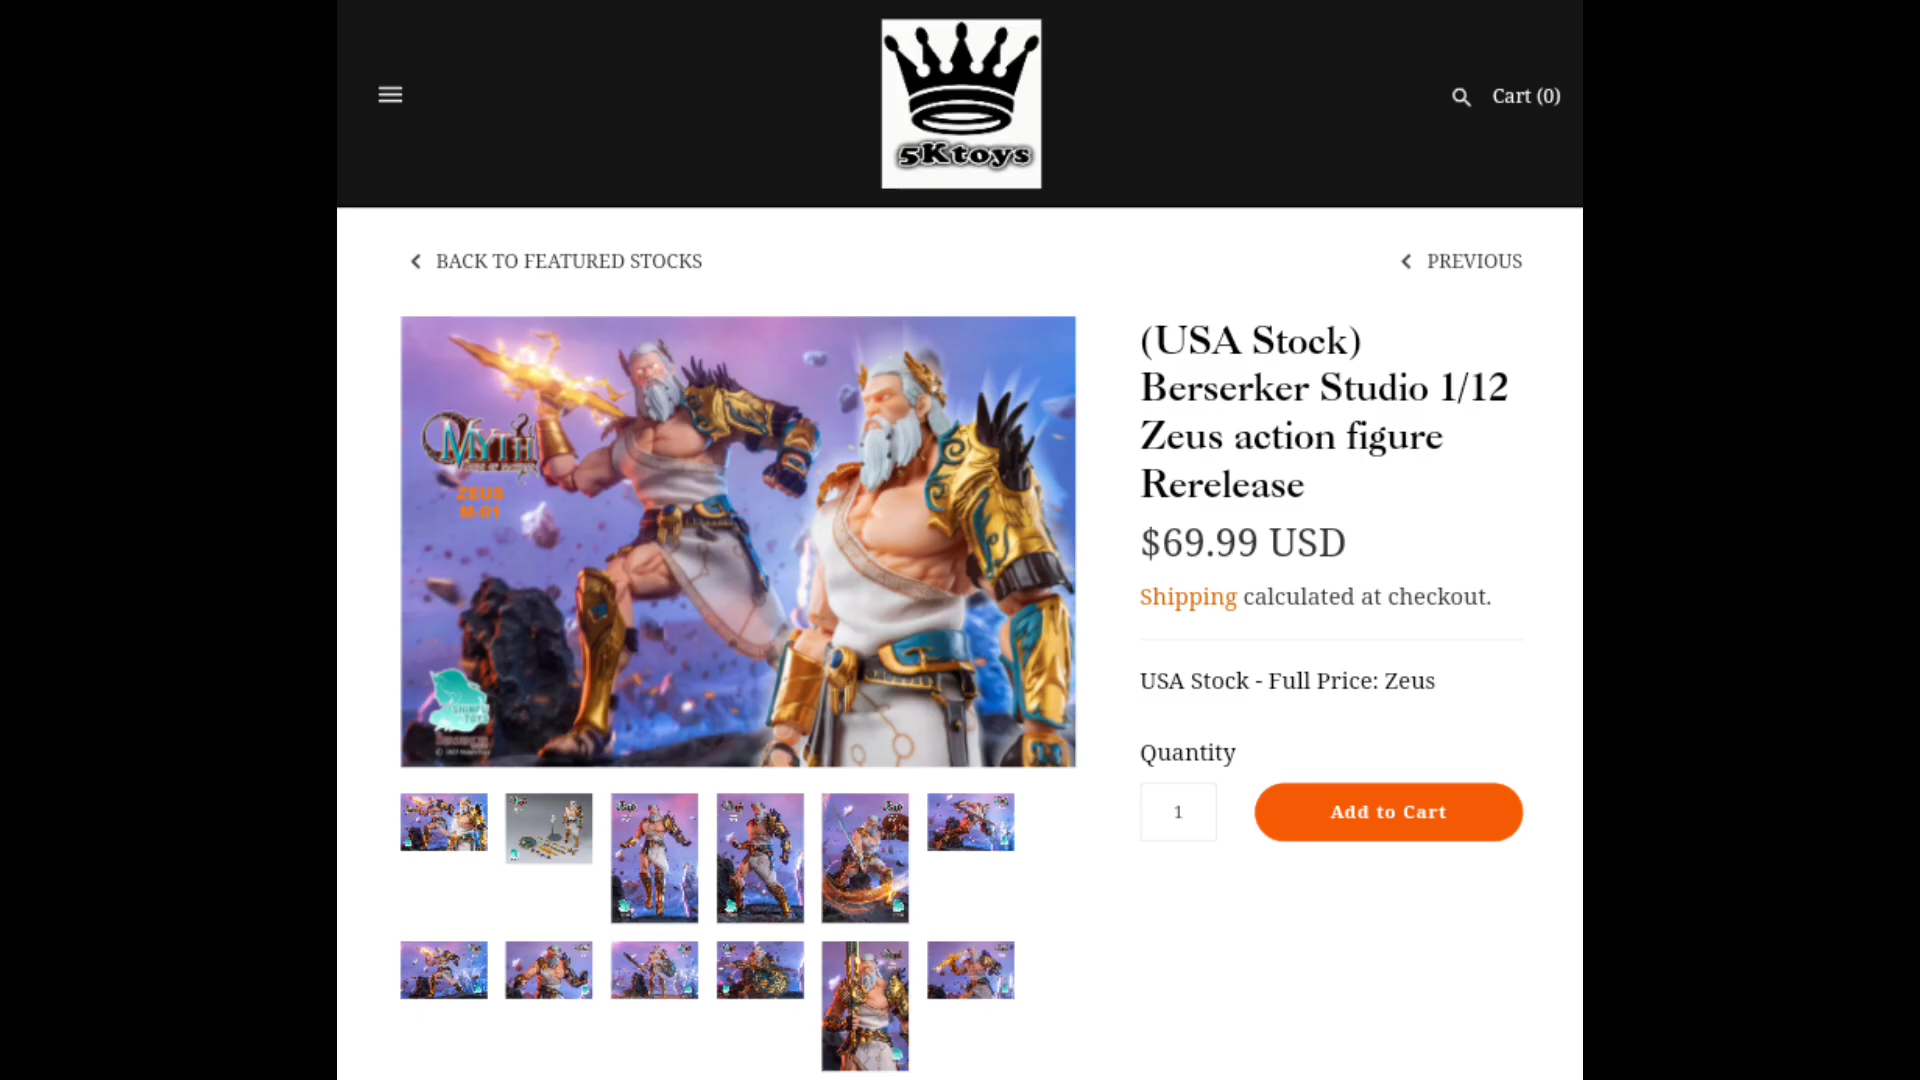 5Ktoys
Cart (0)
BACK TO FEATURED STOCKS
PREVIOUS
MYTH
ZEUS
M-01
(USA Stock)
Berserker Studio 1/12
Zeus action figure
Rerelease
$69.99 USD
Shipping calculated at checkout.
USA Stock - Full Price: Zeus
Quantity
1
Add to Cart